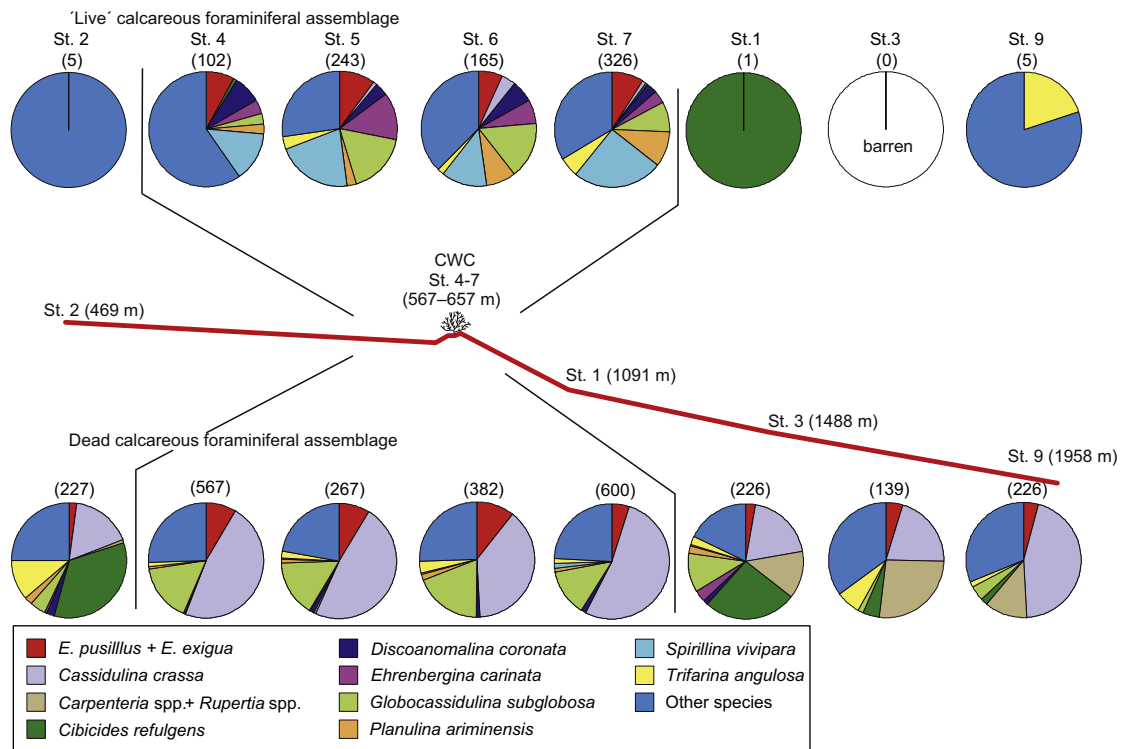 ´Live´ calcareous foraminiferal assemblage
St. 2 St. 4 St. 5 St. 6 St. 7 St.1 St.3 St. 9
(5) (102) (243) (165) (326) (1) (0) (5)
barren
CWC
St. 4-7
(567–657 m)
St. 2 (469 m)
St. 1 (1091 m)
St. 3 (1488 m)
St. 9 (1958 m)
Dead calcareous foraminiferal assemblage
(227) (567) (267) (382) (600) (226) (139) (226)
E. pusilllus + E. exigua
Cassidulina crassa
Carpenteria spp.+ Rupertia spp.
Cibicides refulgens
Discoanomalina coronata
Ehrenbergina carinata
Globocassidulina subglobosa
Planulina ariminensis
Spirillina vivipara
Trifarina angulosa
Other species